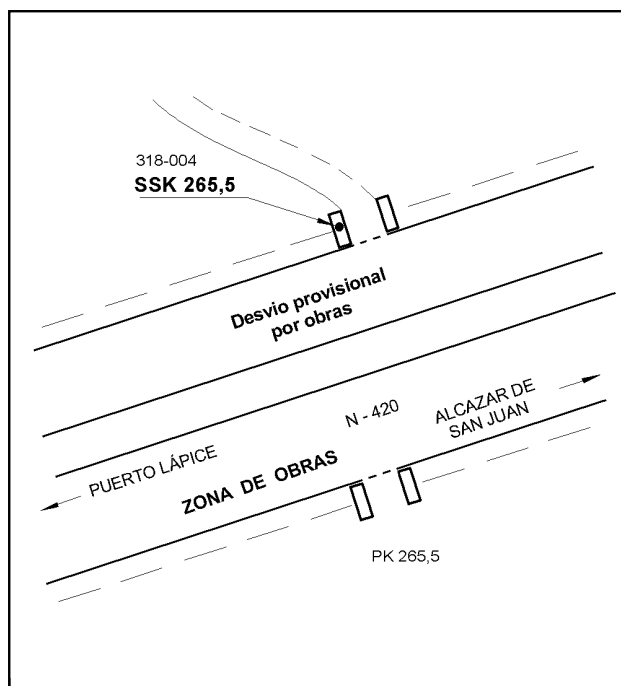 318-004
SSK 265,5
Desvio provisional
por obras
N - 420
ALCAZAR DE
SAN JUAN
PUERTO LÁPICE
ZONA DE OBRAS
PK 265,5